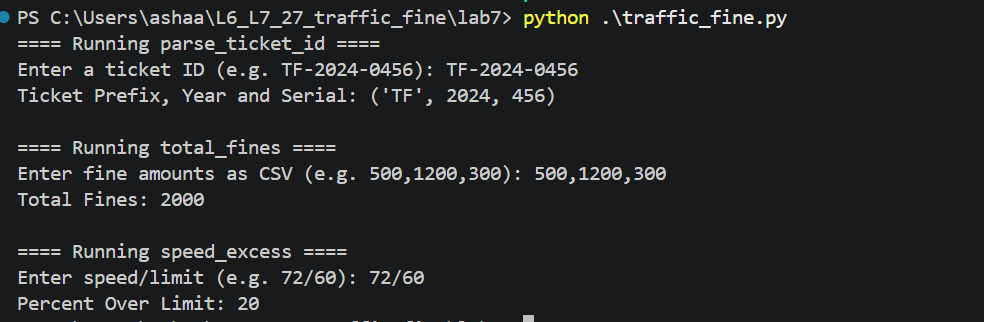 PS C:\Users\ashaa\L6_L7_27_traffic_fine\lab7> python .\traffic_fine.py
==== Running parse_ticket_id ====
Enter a ticket ID (e.g. TF-2024-0456): TF-2024-0456
Ticket Prefix, Year and Serial: ('TF', 2024, 456)
==== Running total_fines ====
Enter fine amounts as CSV (e.g. 500,1200,300): 500,1200,300
Total Fines: 2000
==== Running speed_excess ====
Enter speed/limit (e.g. 72/60): 72/60
Percent Over Limit: 20